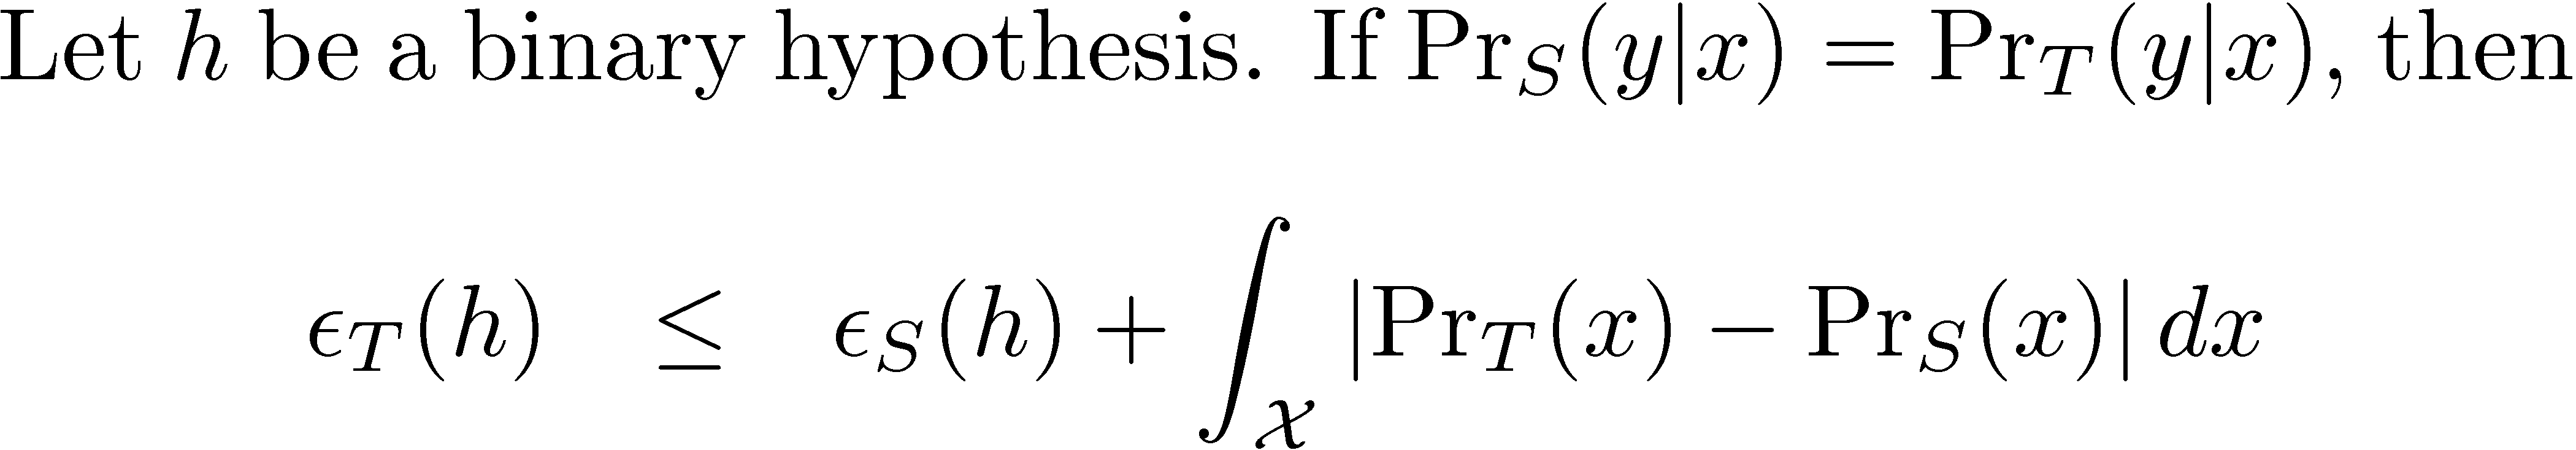 Let h be a binary hypothesis. If Pr_S(y|x) = Pr_T(y|x), then
ϵ_T(h) ≤ ϵ_S(h) + ∫_𝒳 |Pr_T(x) − Pr_S(x)| dx